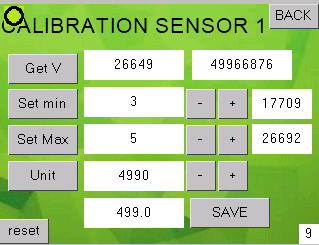 BACK
CALIBRATION SENSOR 1
Get V 26649 49966876
Set min 3 - + 17709
Set Max 5 - + 26692
Unit 4990 - +
499.0 SAVE
reset 9